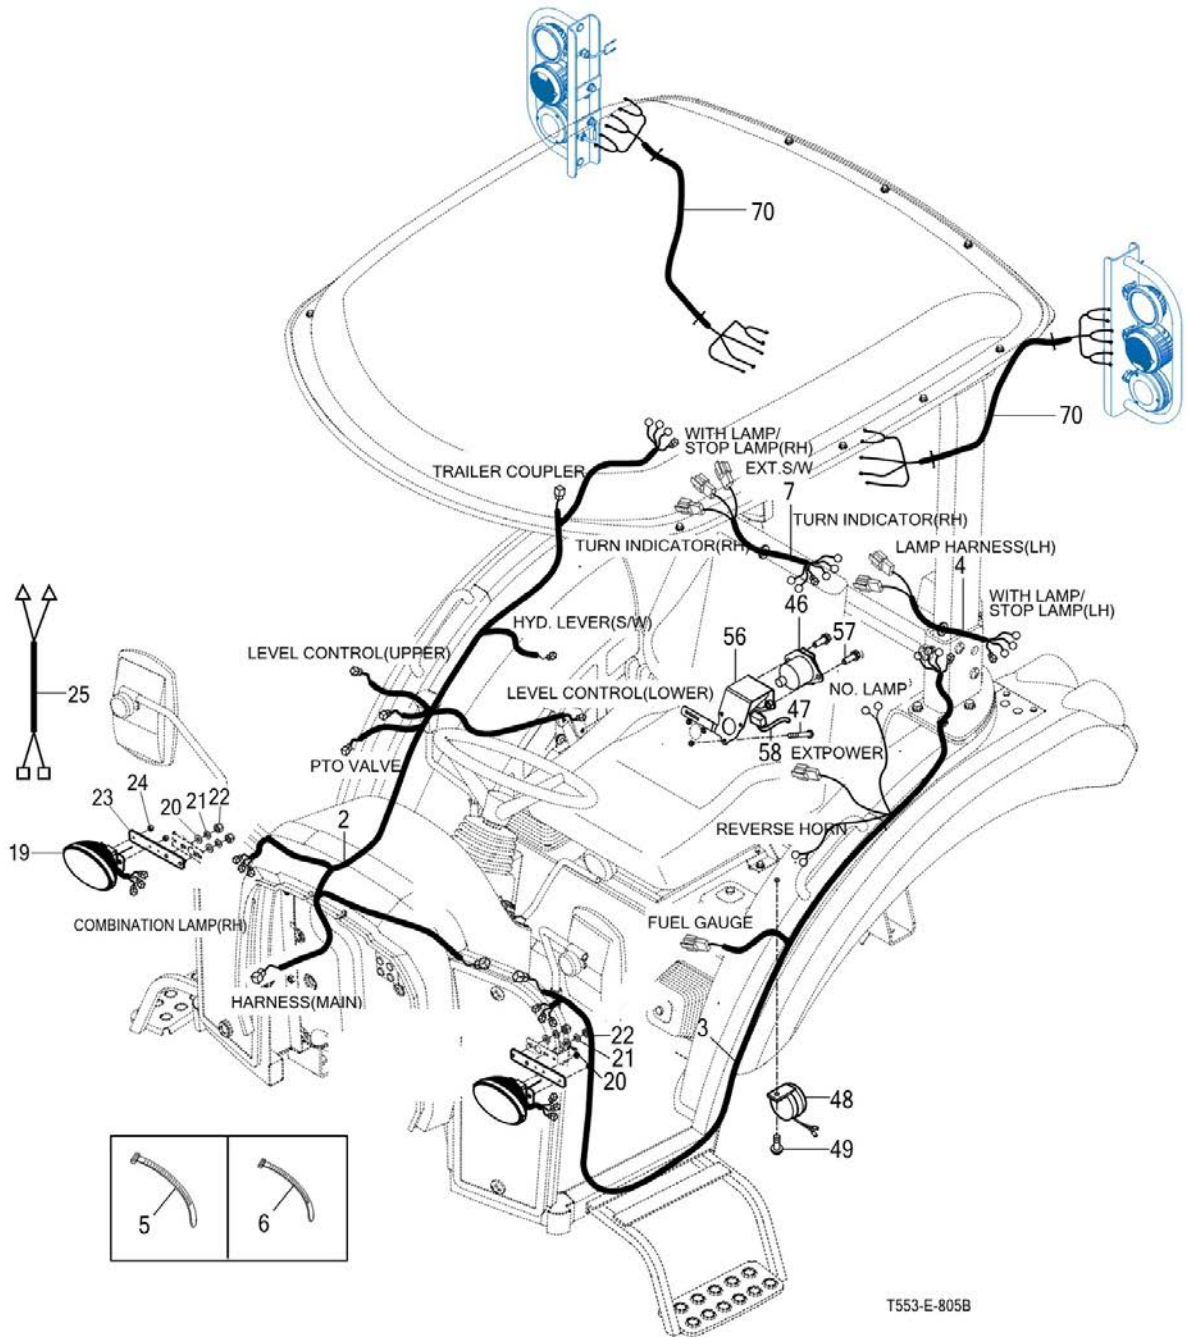 70
70
WITH LAMP/
STOP LAMP(RH)
TRAILER COUPLER
EXT.S/W
7
TURN INDICATOR(RH)
TURN INDICATOR(RH)
LAMP HARNESS(LH)
4
46
WITH LAMP/
STOP LAMP(LH)
HYD. LEVER(S/W)
56
57
LEVEL CONTROL(UPPER)
25
LEVEL CONTROL(LOWER)
NO. LAMP
47
58
EXTPOWER
PTO VALVE
24
20
21
22
23
2
REVERSE HORN
19
COMBINATION LAMP(RH)
FUEL GAUGE
HARNESS(MAIN)
22
3
21
20
48
49
5
6
T553-E-805B